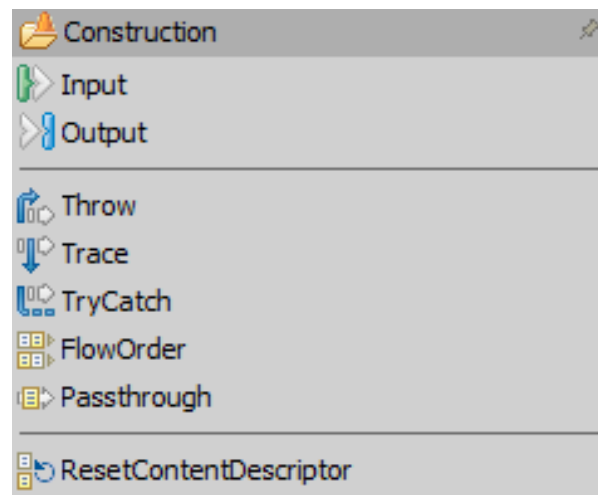 Construction
Input
Output
Throw
Trace
TryCatch
FlowOrder
Passthrough
ResetContentDescriptor